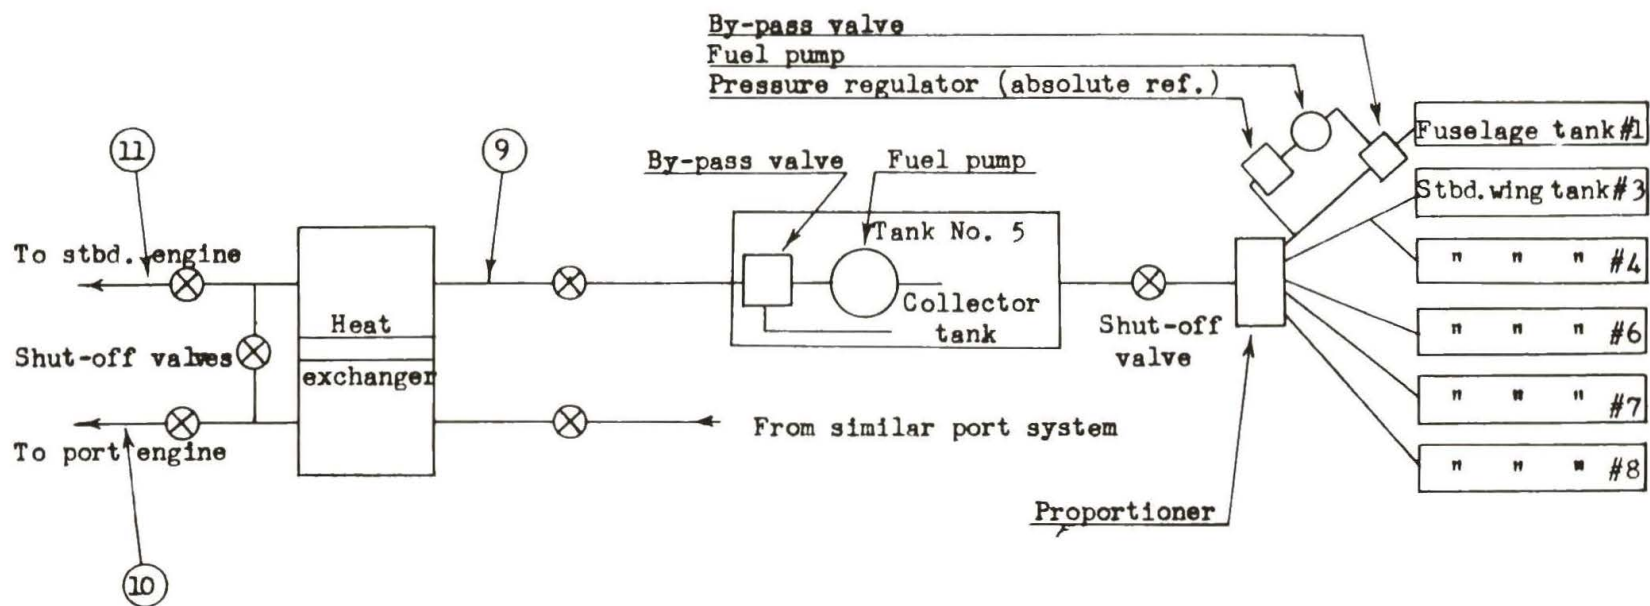 By-pass valve
Fuel pump
Pressure regulator (absolute ref.)
Fuselage tank #1
11
9
By-pass valve
Fuel pump
Stbd. wing tank #3
Tank No. 5
To stbd. engine
" " " #4
Collector
tank
Heat
Shut-off
valve
" " " #6
Shut-off valves
exchanger
" " " #7
To port engine
From similar port system
" " " #8
Proportioner
10